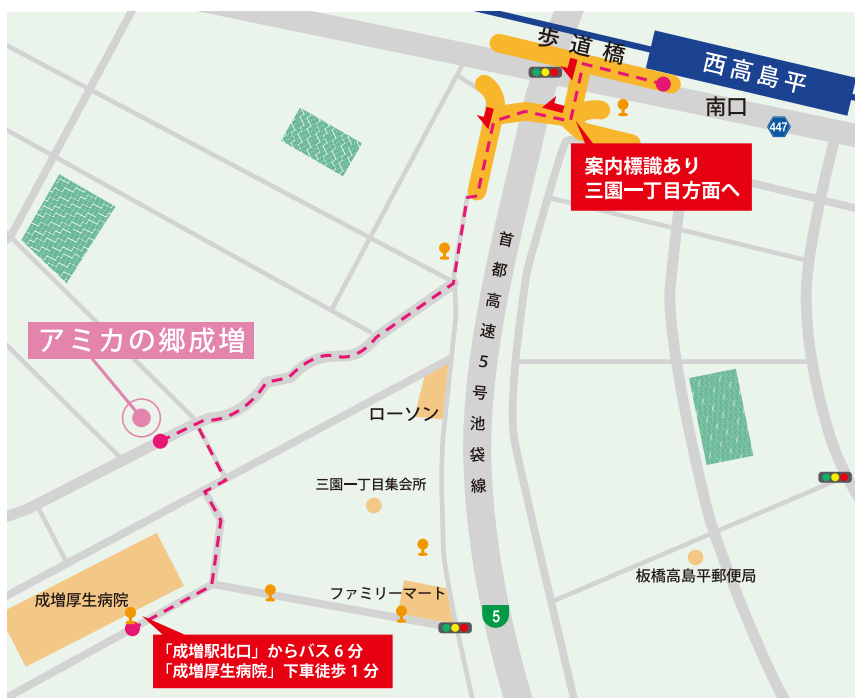 歩道橋
西高島平
南口
447
案内標識あり
三園一丁目方面へ
首都高速5号池袋線
アミカの郷成増
ローソン
三園一丁目集会所
ファミリーマート
板橋高島平郵便局
成増厚生病院
5
「成増駅北口」からバス6分
「成増厚生病院」下車徒歩1分